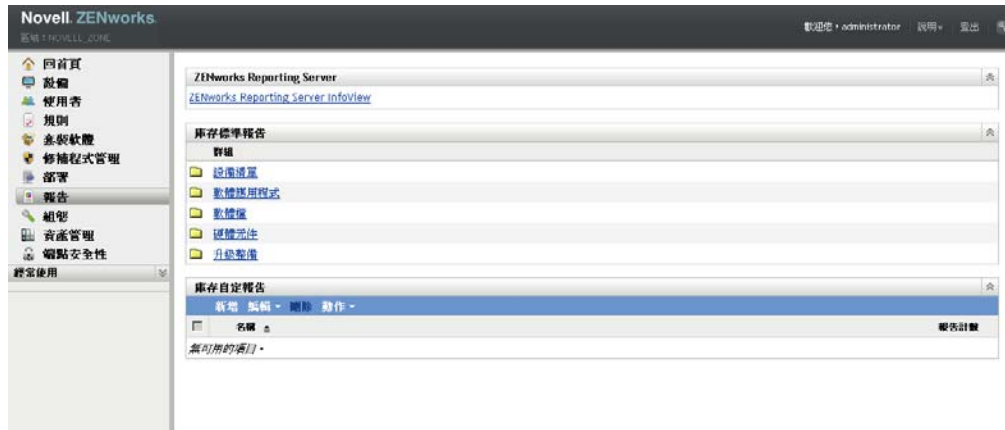 Novell. ZENworks.
區域：NOVELL_ZONE
歡迎您，administrator 說明 登出
回首頁
設備
使用者
規則
套裝軟體
修補程式管理
部署
報告
組態
資產管理
端點安全性
經常使用
ZENworks Reporting Server
ZENworks Reporting Server InfoView
庫存標準報告
群組
設備清單
軟體應用程式
軟體檔
硬體元件
升級整備
庫存自定報告
新增 編輯 刪除 動作
名稱 報告計數
無可用的項目。